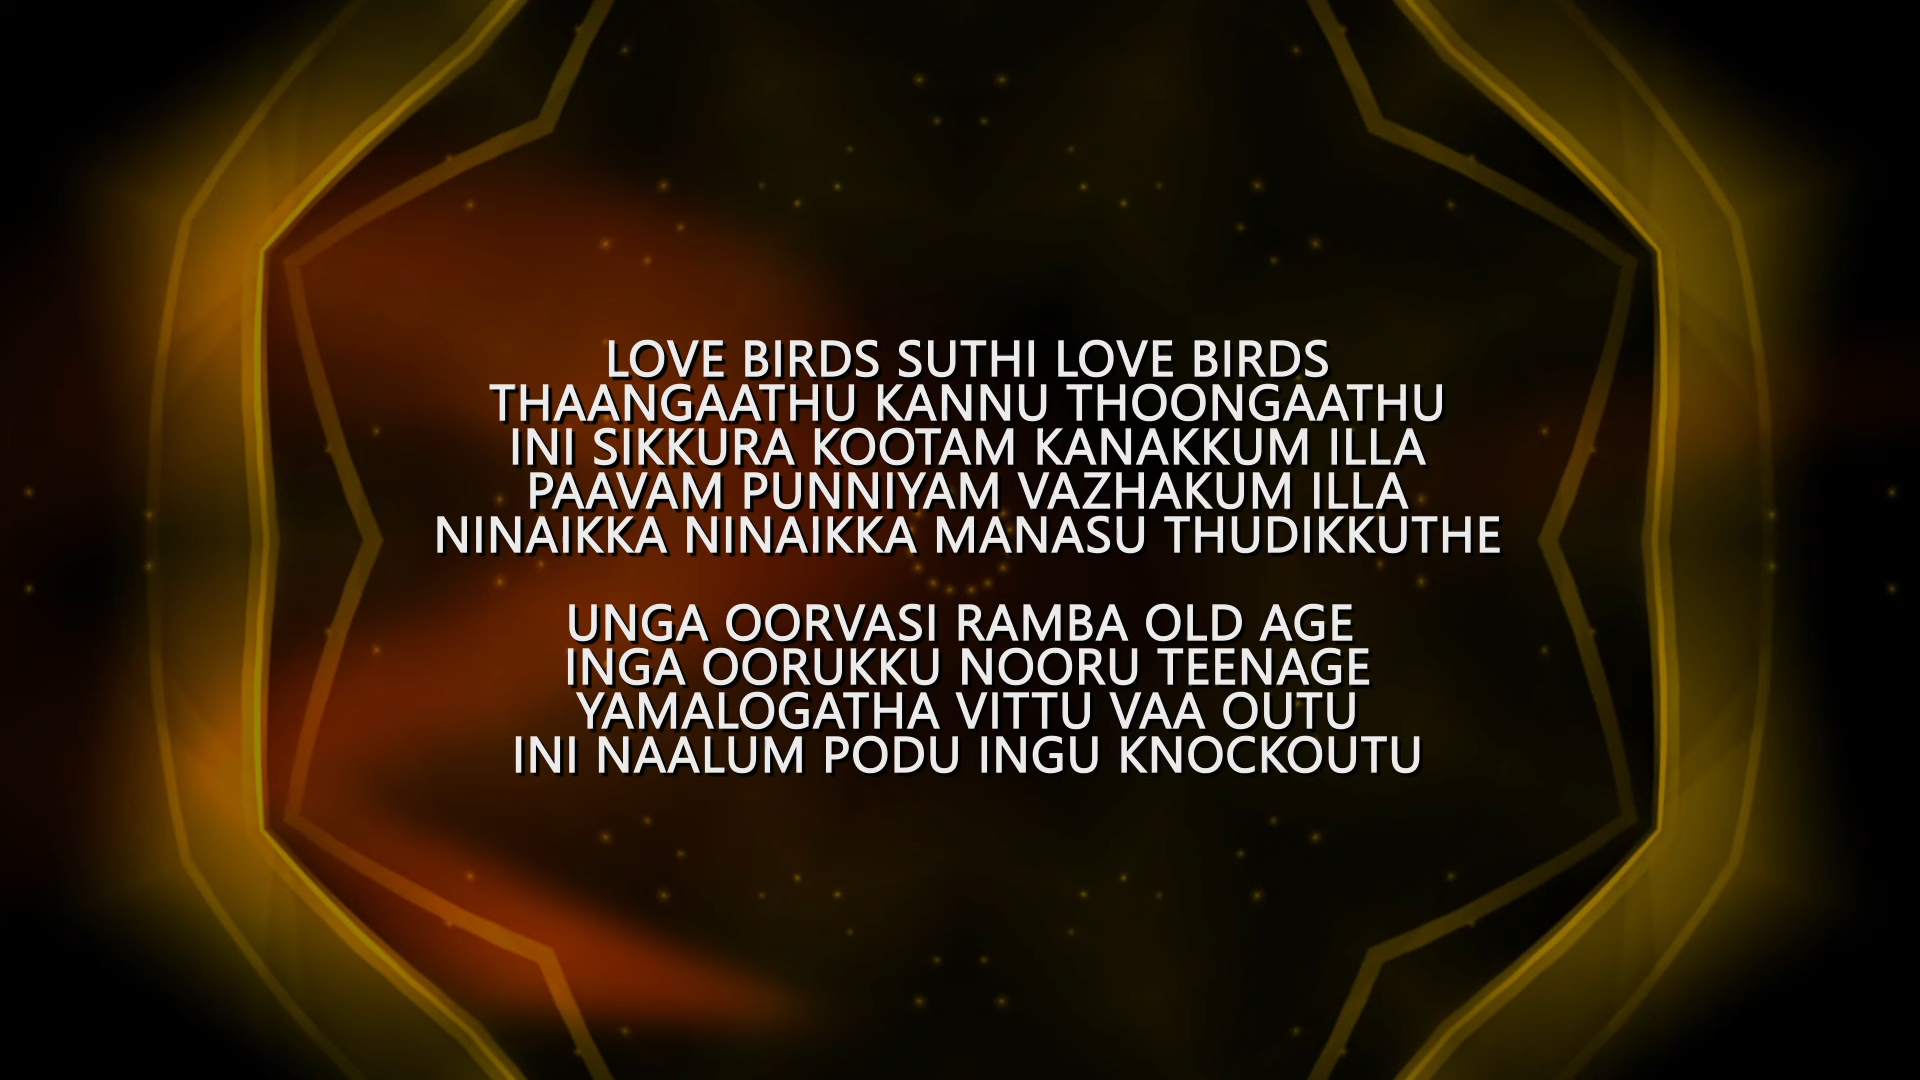 LOVE BIRDS SUTHI LOVE BIRDS
THAANGAATHU KANNU THOONGAATHU
INI SIKKURA KOOTAM KANAKKUM ILLA
PAAVAM PUNNIYAM VAZHAKUM ILLA
NINAIKKA NINAIKKA MANASU THUDIKKUTHE
UNGA OORVASI RAMBA OLD AGE
INGA OORUKKU NOORU TEENAGE
YAMALOGATHA VITTU VAA OUTU
INI NAALUM PODU INGU KNOCKOUTU